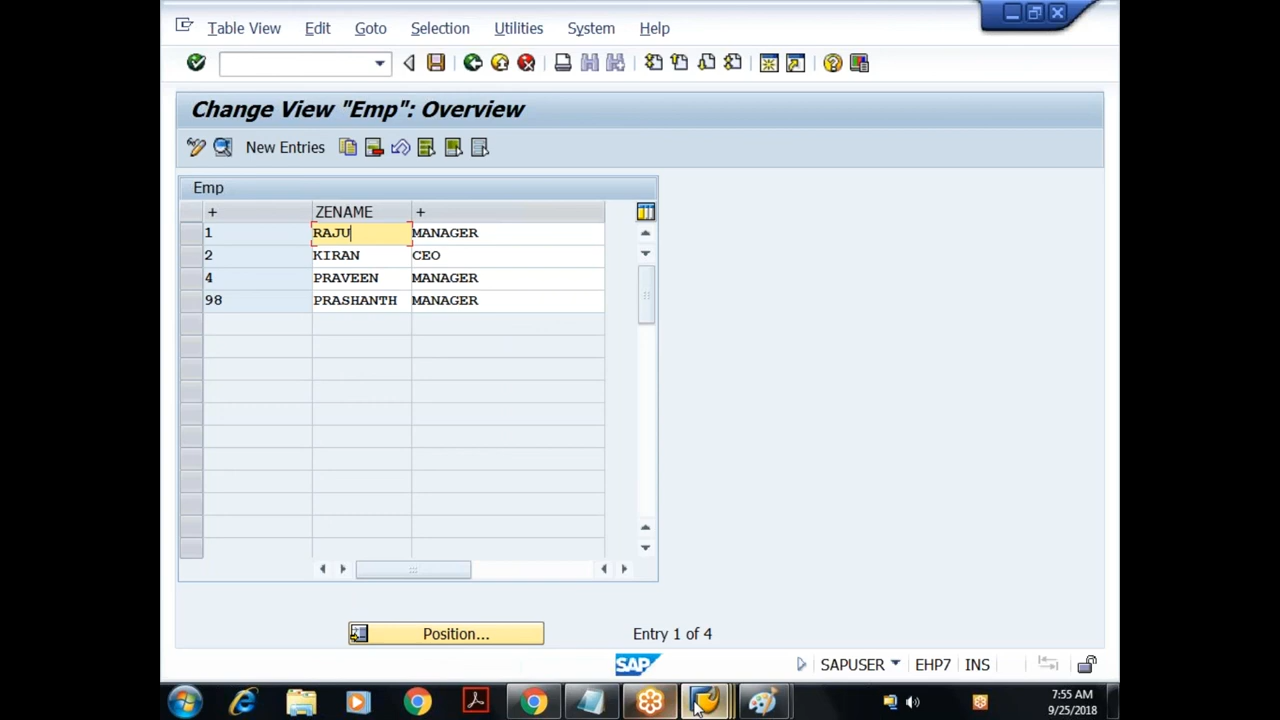 Table View Edit Goto Selection Utilities System Help
Change View "Emp": Overview
New Entries
Emp
+ ZENAME +
1 RAJU MANAGER
2 KIRAN CEO
4 PRAVEEN MANAGER
98 PRASHANTH MANAGER
Position... Entry 1 of 4
SAP SAPUSER EHP7 INS
7:55 AM
9/25/2018